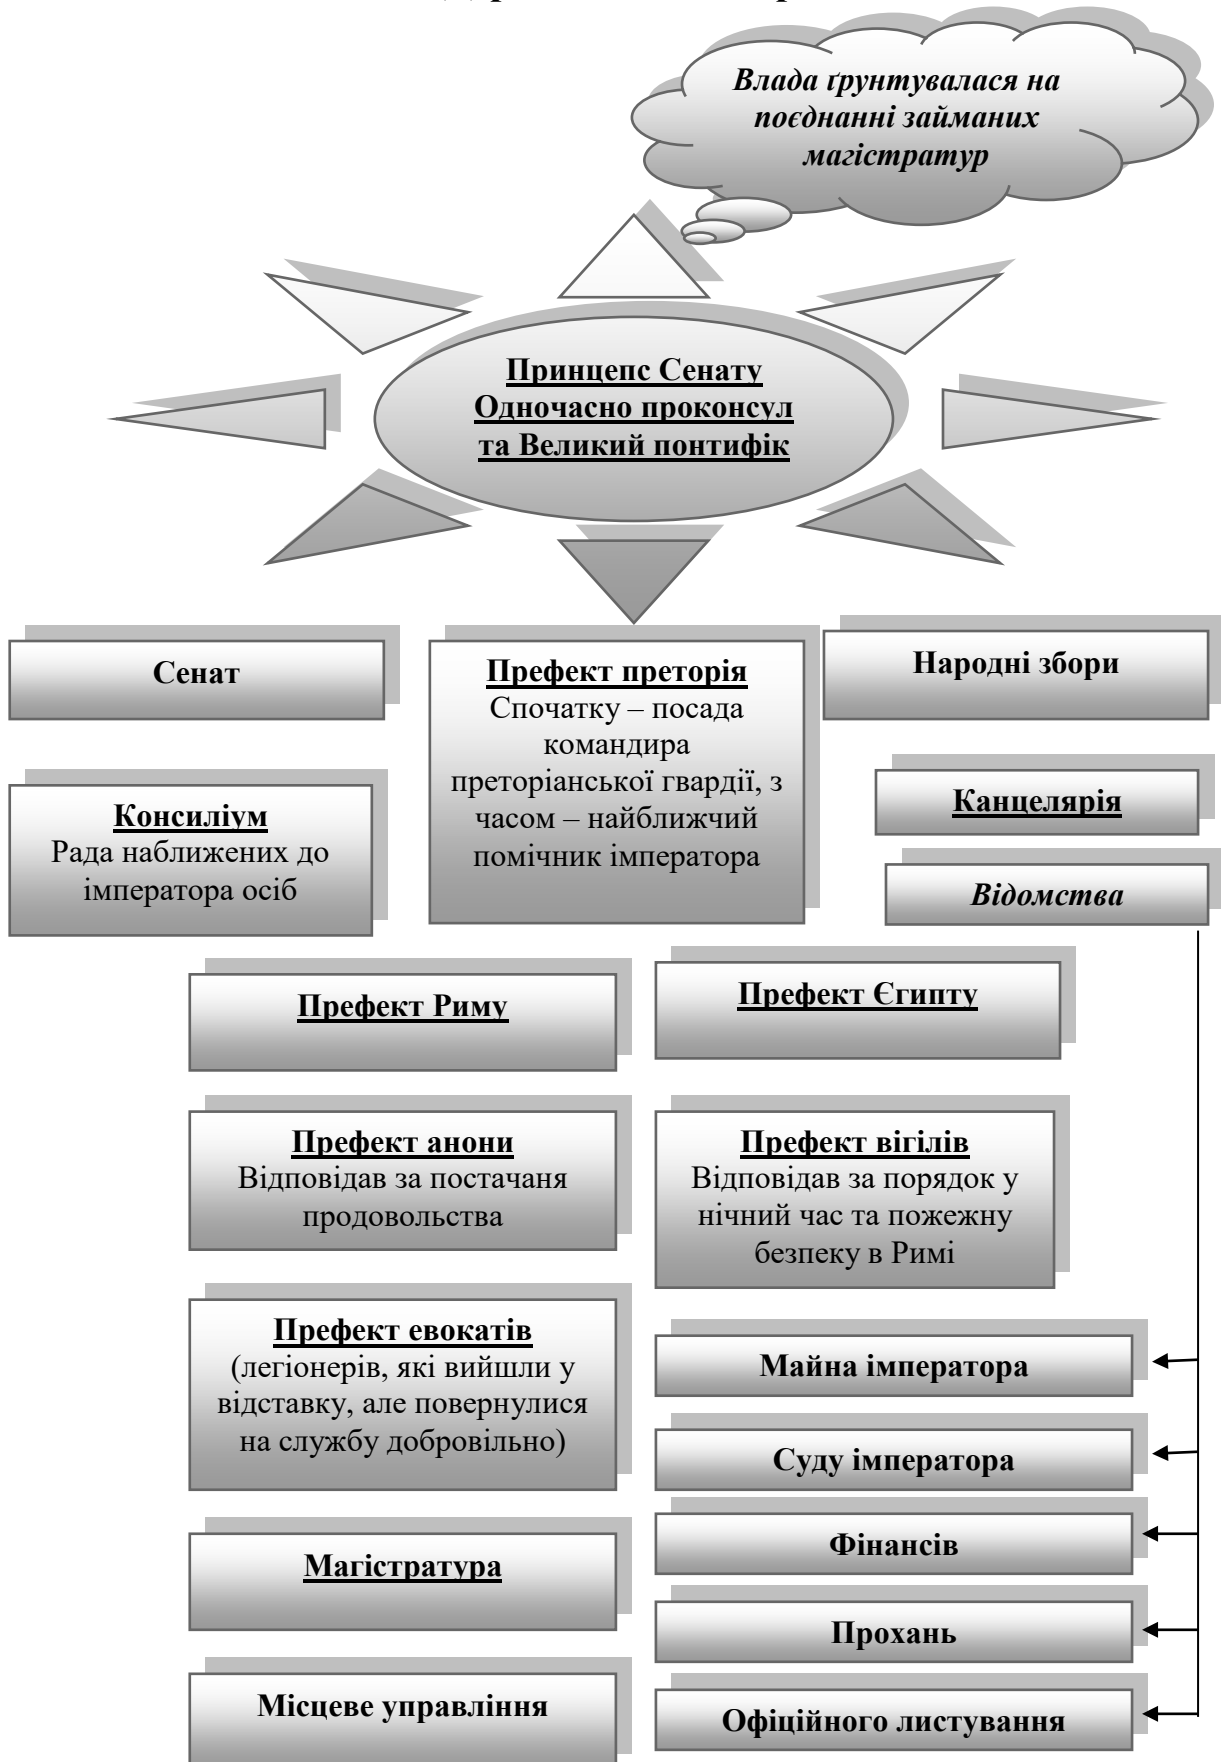 Влада ґрунтувалася на
поєднанні займаних
магістратур
Принцепс Сенату
Одночасно проконсул
та Великий понтифік
Сенат
Префект преторія
Спочатку – посада
командира
преторіанської гвардії, з
часом – найближчий
помічник імператора
Народні збори
Консиліум
Рада наближених до
імператора осіб
Канцелярія
Відомства
Префект Риму
Префект Єгипту
Префект анони
Відповідав за постачаня
продовольства
Префект вігілів
Відповідав за порядок у
нічний час та пожежну
безпеку в Римі
Префект евокатів
(легіонерів, які вийшли у
відставку, але повернулися
на службу добровільно)
Майна імператора
Суду імператора
Фінансів
Магістратура
Прохань
Місцеве управління
Офіційного листування